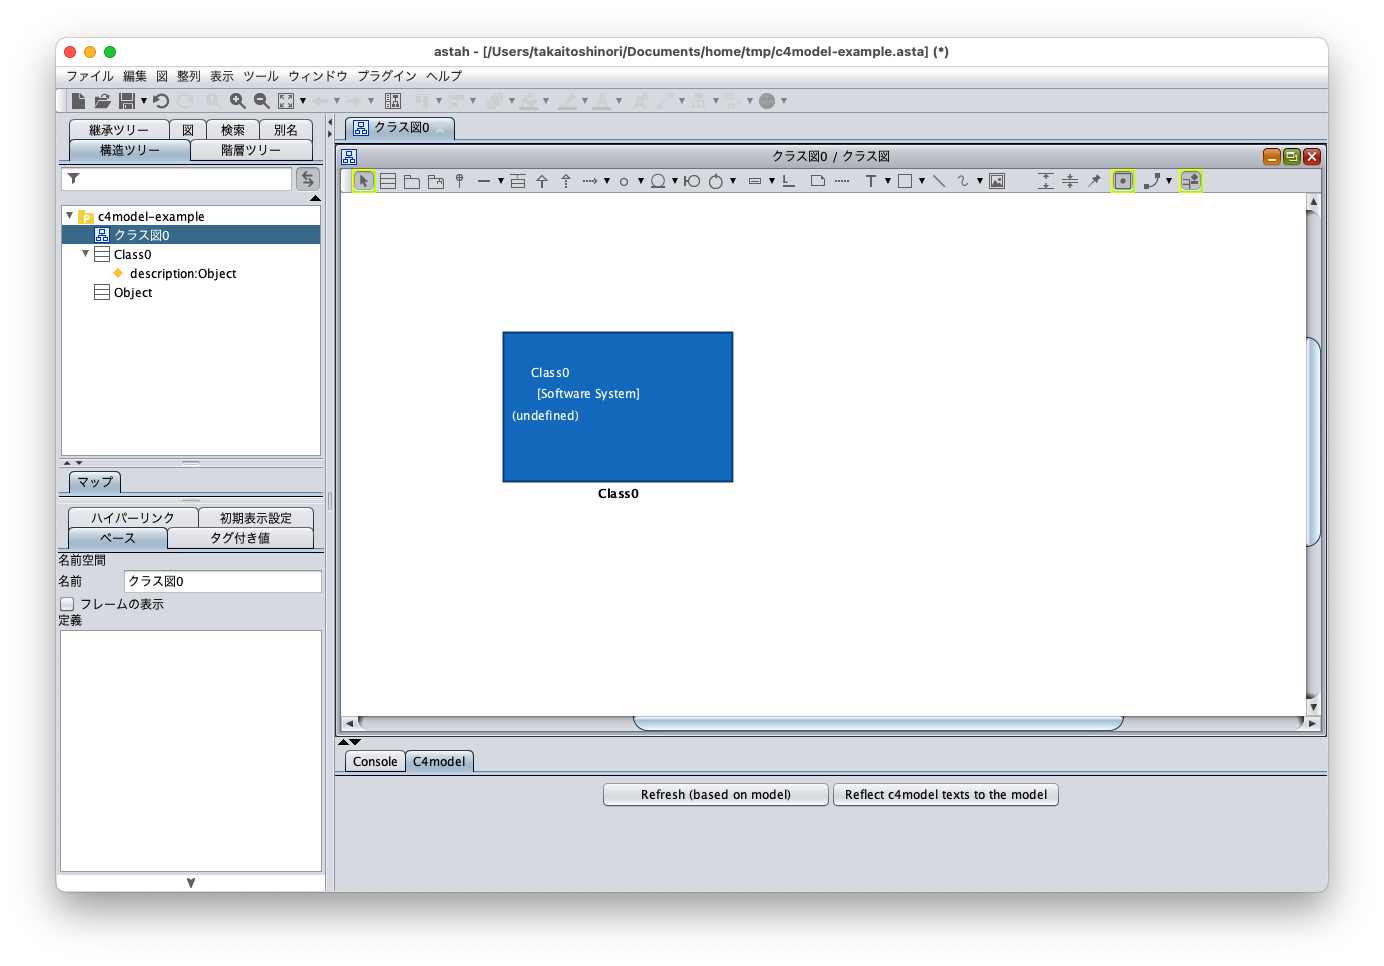 astah - [/Users/takaitoshinori/Documents/home/tmp/c4model-example.asta] (*)
ファイル 編集 図 整列 表示 ツール ウィンドウ プラグイン ヘルプ
継承ツリー 図 検索 別名
構造ツリー 階層ツリー
c4model-example
クラス図0
Class0
description:Object
Object
マップ
ハイパーリンク 初期表示設定
ベース タグ付き値
名前空間
名前 クラス図0
フレームの表示
定義
クラス図0
クラス図0 / クラス図
Class0
[Software System]
(undefined)
Class0
Console C4model
Refresh (based on model) Reflect c4model texts to the model